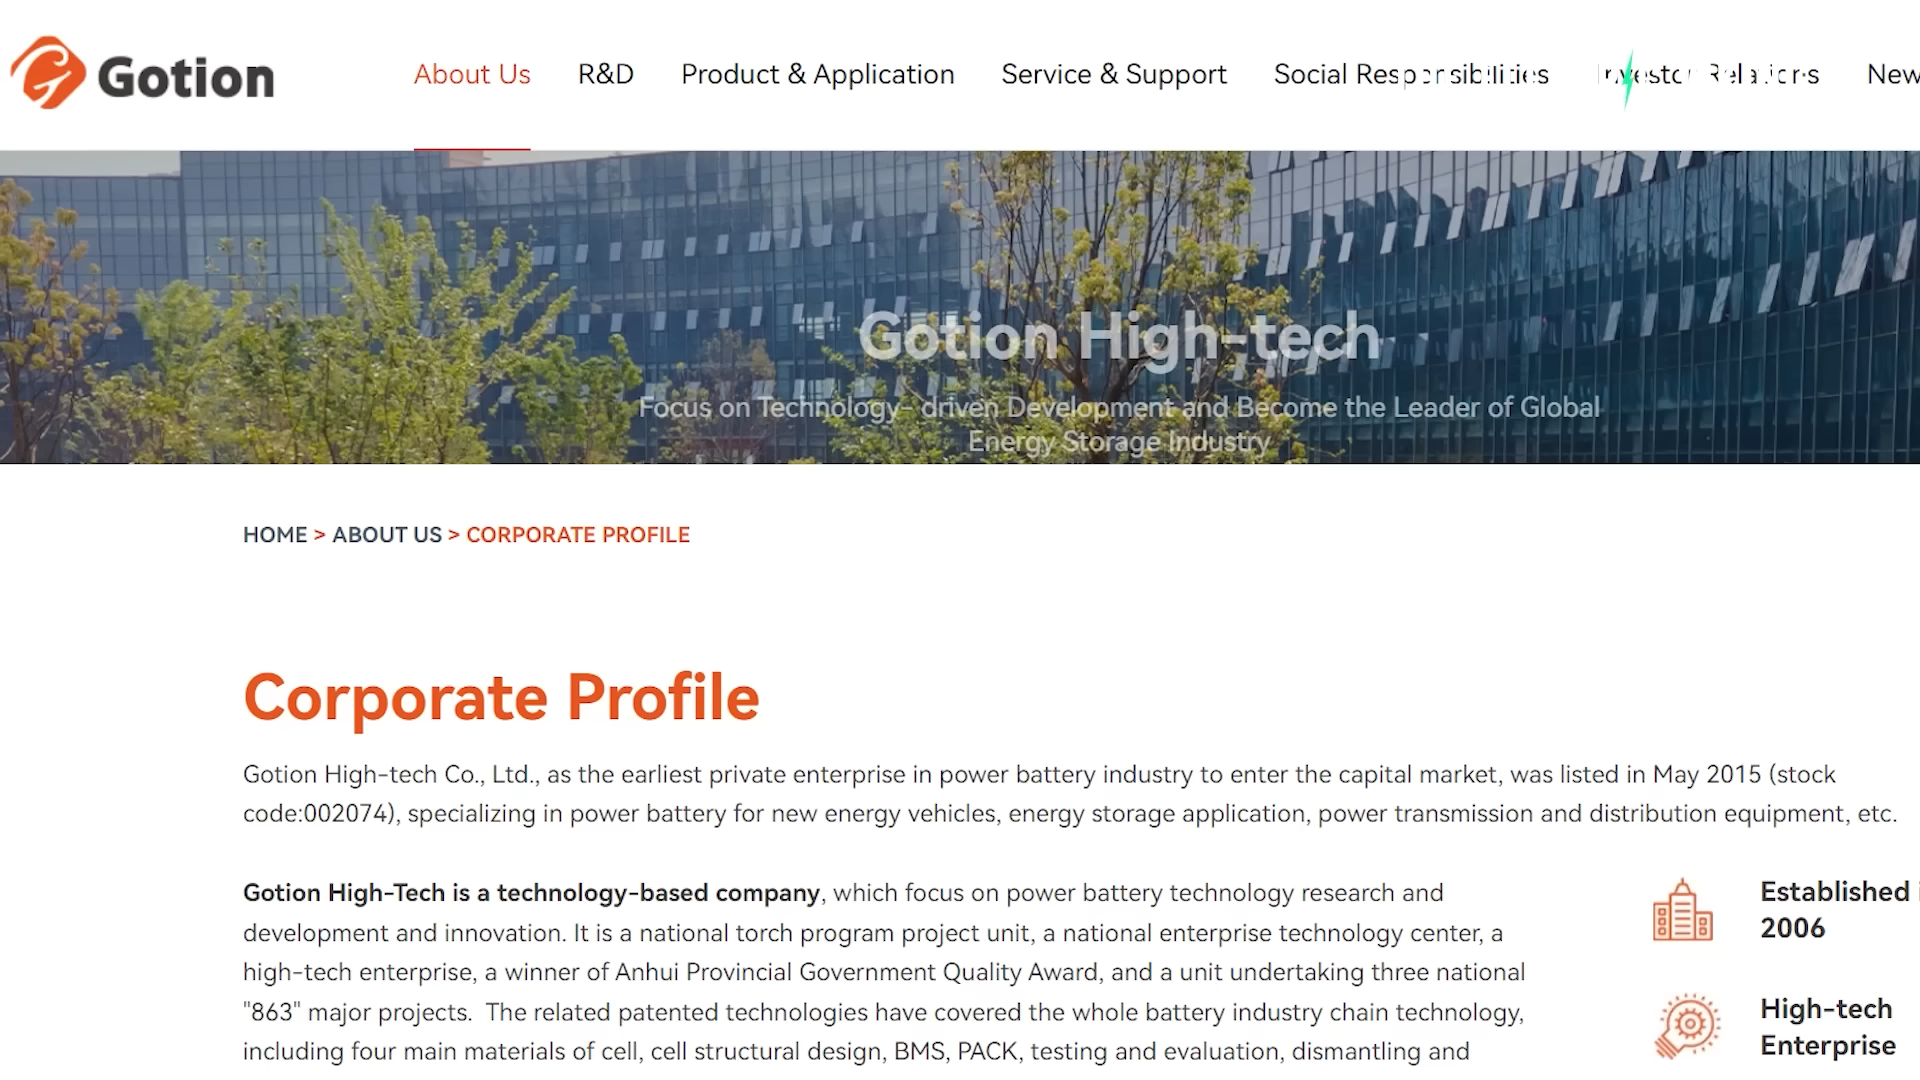 Gotion
About Us R&D Product & Application Service & Support Social Responsibilities Investor Relations New
Gotion High-tech
Focus on Technology- driven Development and Become the Leader of Global
Energy Storage Industry
HOME > ABOUT US > CORPORATE PROFILE
Corporate Profile
Gotion High-tech Co., Ltd., as the earliest private enterprise in power battery industry to enter the capital market, was listed in May 2015 (stock
code:002074), specializing in power battery for new energy vehicles, energy storage application, power transmission and distribution equipment, etc.
Gotion High-Tech is a technology-based company, which focus on power battery technology research and
development and innovation. It is a national torch program project unit, a national enterprise technology center, a
high-tech enterprise, a winner of Anhui Provincial Government Quality Award, and a unit undertaking three national
"863" major projects. The related patented technologies have covered the whole battery industry chain technology,
including four main materials of cell, cell structural design, BMS, PACK, testing and evaluation, dismantling and
Established
2006
High-tech
Enterprise